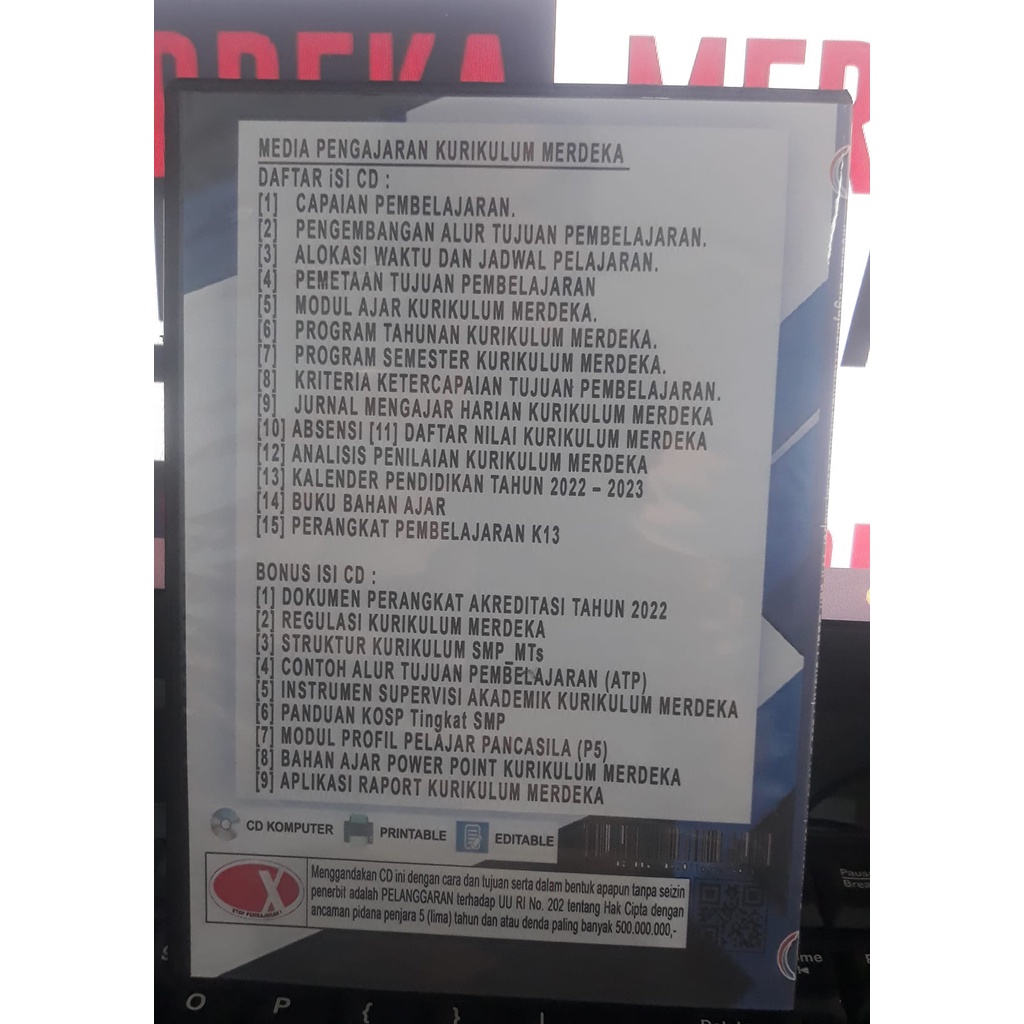 MEDIA PENGAJARAN KURIKULUM MERDEKA
DAFTAR iSI CD :
[1] CAPAIAN PEMBELAJARAN.
[2] PENGEMBANGAN ALUR TUJUAN PEMBELAJARAN.
[3] ALOKASI WAKTU DAN JADWAL PELAJARAN.
[4] PEMETAAN TUJUAN PEMBELAJARAN
[5] MODUL AJAR KURIKULUM MERDEKA.
[6] PROGRAM TAHUNAN KURIKULUM MERDEKA.
[7] PROGRAM SEMESTER KURIKULUM MERDEKA.
[8] KRITERIA KETERCAPAIAN TUJUAN PEMBELAJARAN.
[9] JURNAL MENGAJAR HARIAN KURIKULUM MERDEKA
[10] ABSENSI [11] DAFTAR NILAI KURIKULUM MERDEKA
[12] ANALISIS PENILAIAN KURIKULUM MERDEKA
[13] KALENDER PENDIDIKAN TAHUN 2022 – 2023
[14] BUKU BAHAN AJAR
[15] PERANGKAT PEMBELAJARAN K13
BONUS ISI CD :
[1] DOKUMEN PERANGKAT AKREDITASI TAHUN 2022
[2] REGULASI KURIKULUM MERDEKA
[3] STRUKTUR KURIKULUM SMP_MTs
[4] CONTOH ALUR TUJUAN PEMBELAJARAN (ATP)
[5] INSTRUMEN SUPERVISI AKADEMIK KURIKULUM MERDEKA
[6] PANDUAN KOSP Tingkat SMP
[7] MODUL PROFIL PELAJAR PANCASILA (P5)
[8] BAHAN AJAR POWER POINT KURIKULUM MERDEKA
[9] APLIKASI RAPORT KURIKULUM MERDEKA
CD KOMPUTER PRINTABLE EDITABLE
X
STOP PEMBAJAKAN !
Menggandakan CD ini dengan cara dan tujuan serta dalam bentuk apapun tanpa seizin
penerbit adalah PELANGGARAN terhadap UU RI No. 202 tentang Hak Cipta dengan
ancaman pidana penjara 5 (lima) tahun dan atau denda paling banyak 500.000.000,-
O P { }